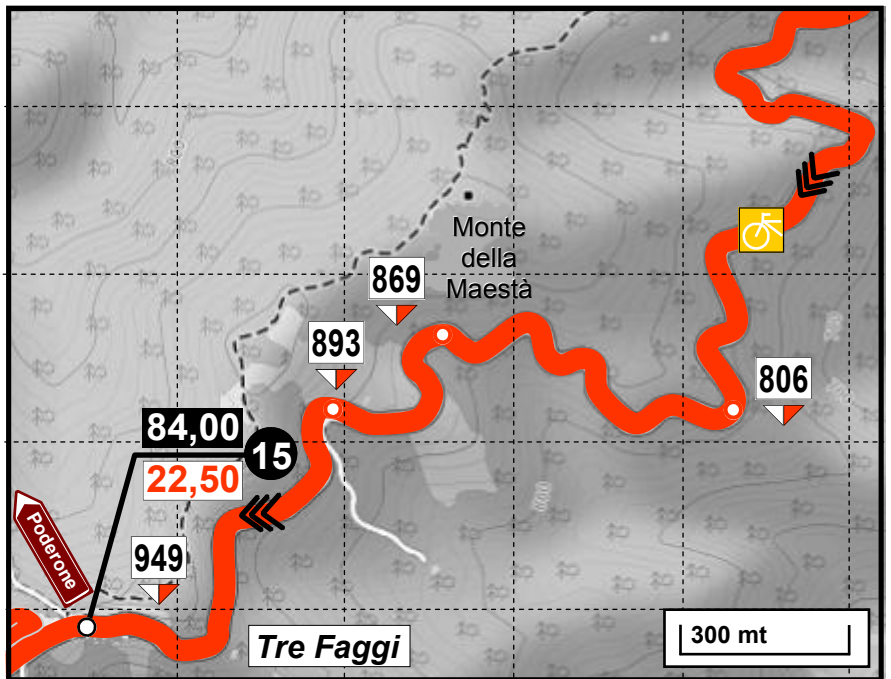 Monte
della
Maestà
869
893
806
84,00
15
22,50
949
Poderone
Tre Faggi
300 mt